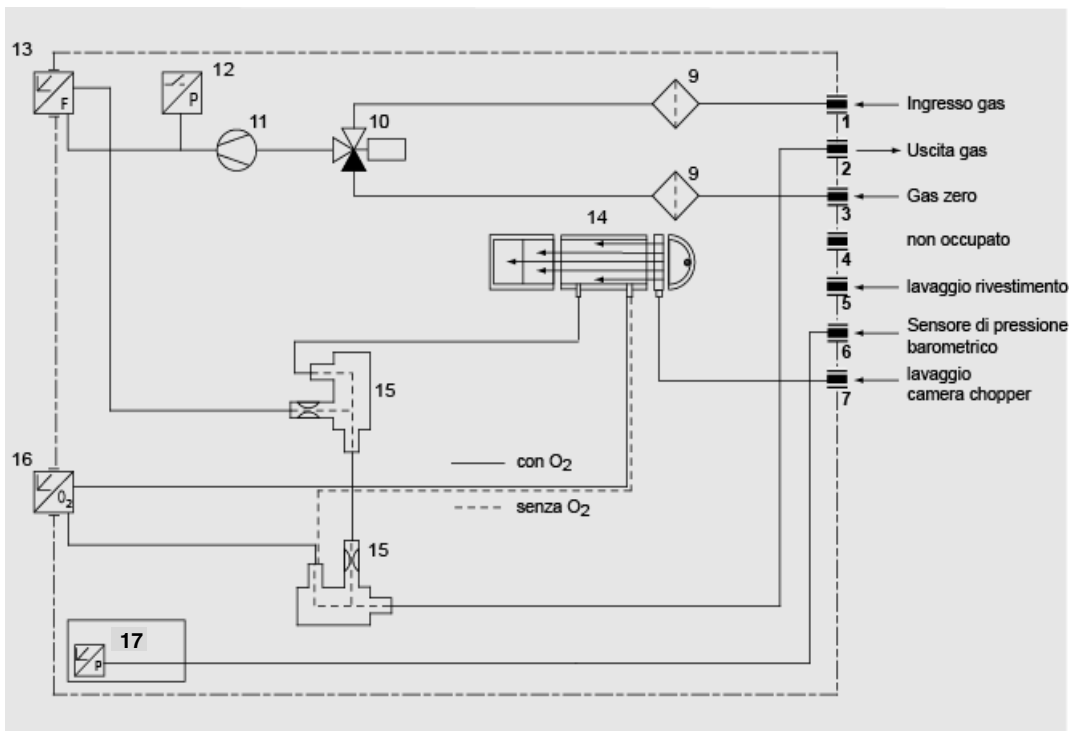 13
12
P
F
11
10
9
1
Ingresso gas
2
Uscita gas
9
3
Gas zero
14
4
non occupato
5
lavaggio rivestimento
6
Sensore di pressione
barometrico
7
lavaggio
camera chopper
15
16
O2
con O2
senza O2
15
17
P